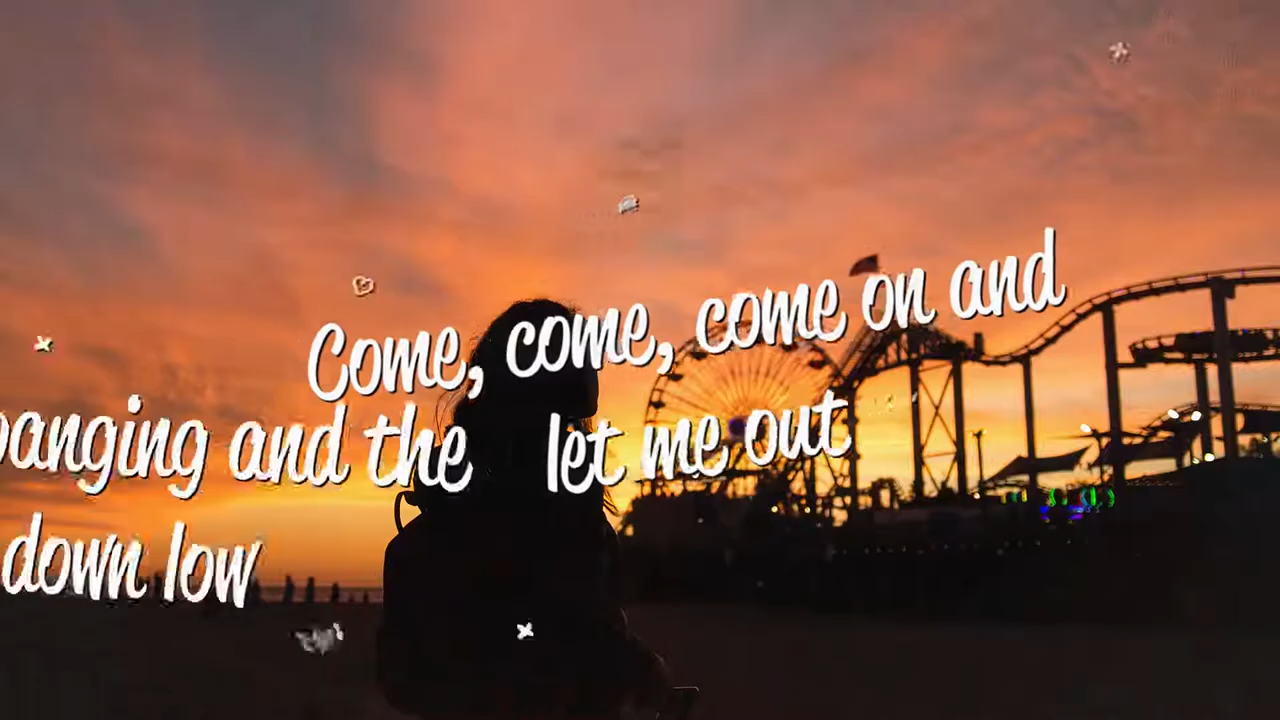 Come, come, come on and
let me out
anging and the
down low